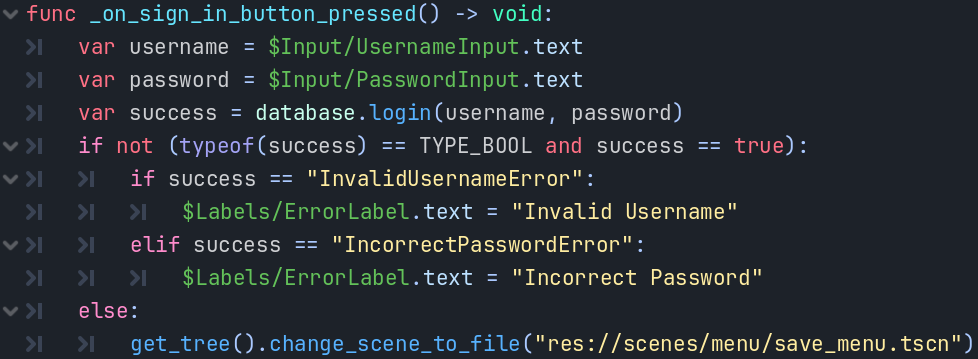 func _on_sign_in_button_pressed() -> void:
var username = $Input/UsernameInput.text
var password = $Input/PasswordInput.text
var success = database.login(username, password)
if not (typeof(success) == TYPE_BOOL and success == true):
if success == "InvalidUsernameError":
$Labels/ErrorLabel.text = "Invalid Username"
elif success == "IncorrectPasswordError":
$Labels/ErrorLabel.text = "Incorrect Password"
else:
get_tree().change_scene_to_file("res://scenes/menu/save_menu.tscn")